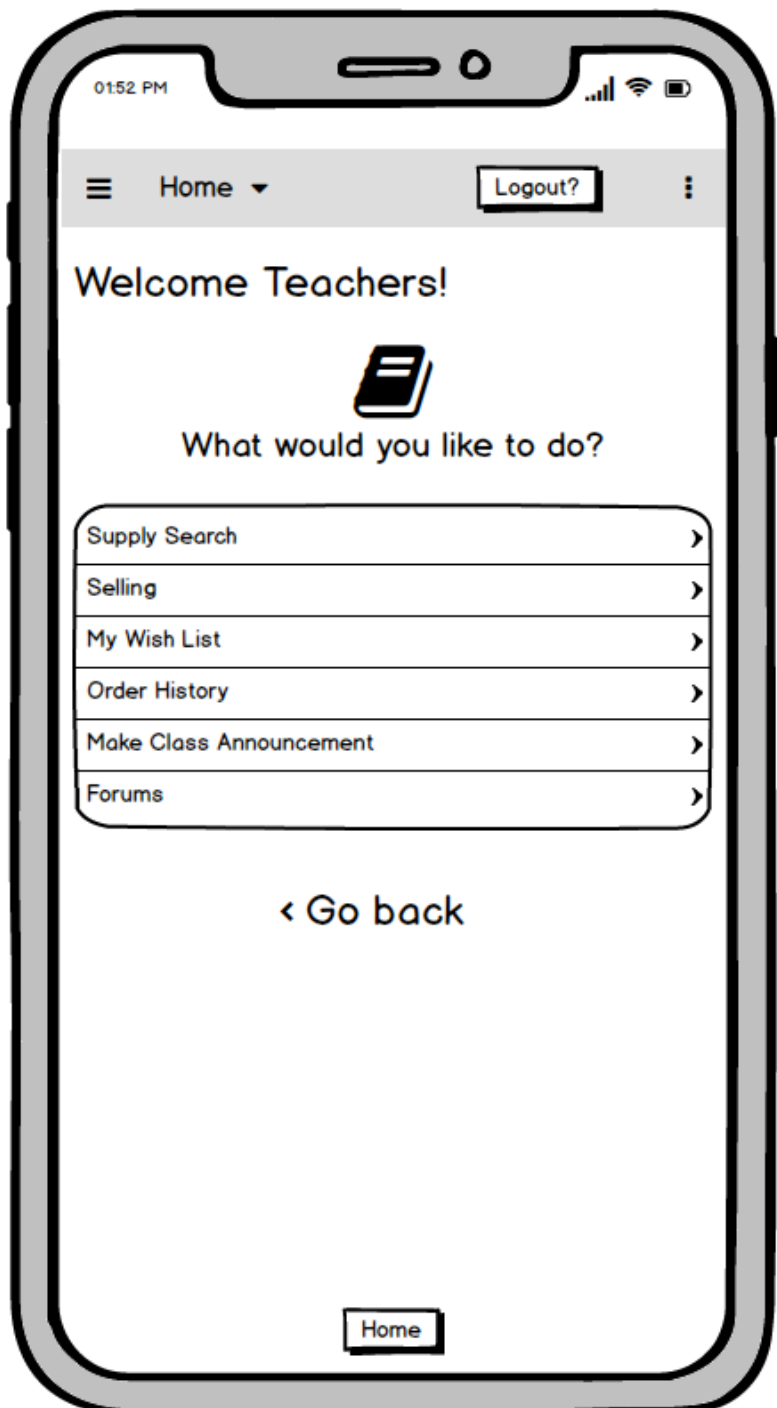 01:52 PM
Home
Logout?
Welcome Teachers!
What would you like to do?
Supply Search
Selling
My Wish List
Order History
Make Class Announcement
Forums
‹ Go back
Home